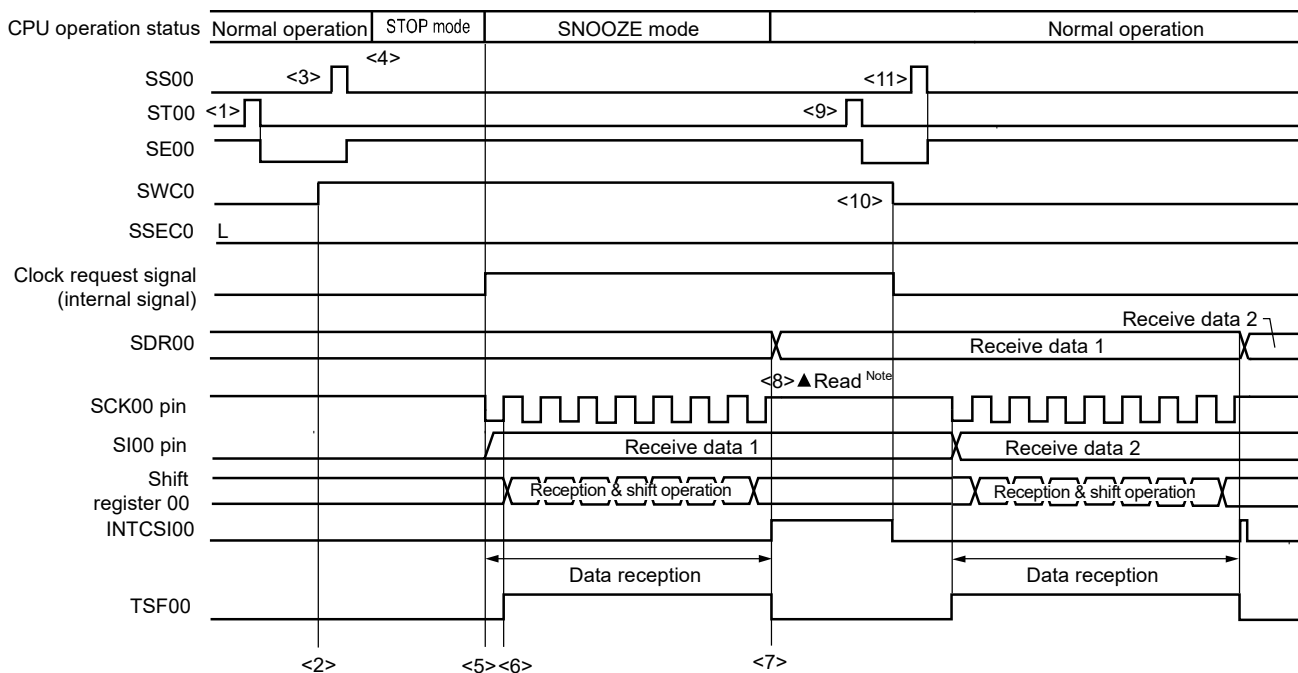 CPU operation status Normal operation STOP mode SNOOZE mode Normal operation
<4>
SS00 <3> <11>
ST00 <1> <9>
SE00
SWC0 <10>
SSEC0 L
Clock request signal
(internal signal)
Receive data 2
SDR00 Receive data 1
<8>▲Read Note
SCK00 pin
SI00 pin Receive data 1 Receive data 2
Shift
register 00 Reception & shift operation Reception & shift operation
INTCSI00
Data reception Data reception
TSF00
<2> <5> <6> <7>